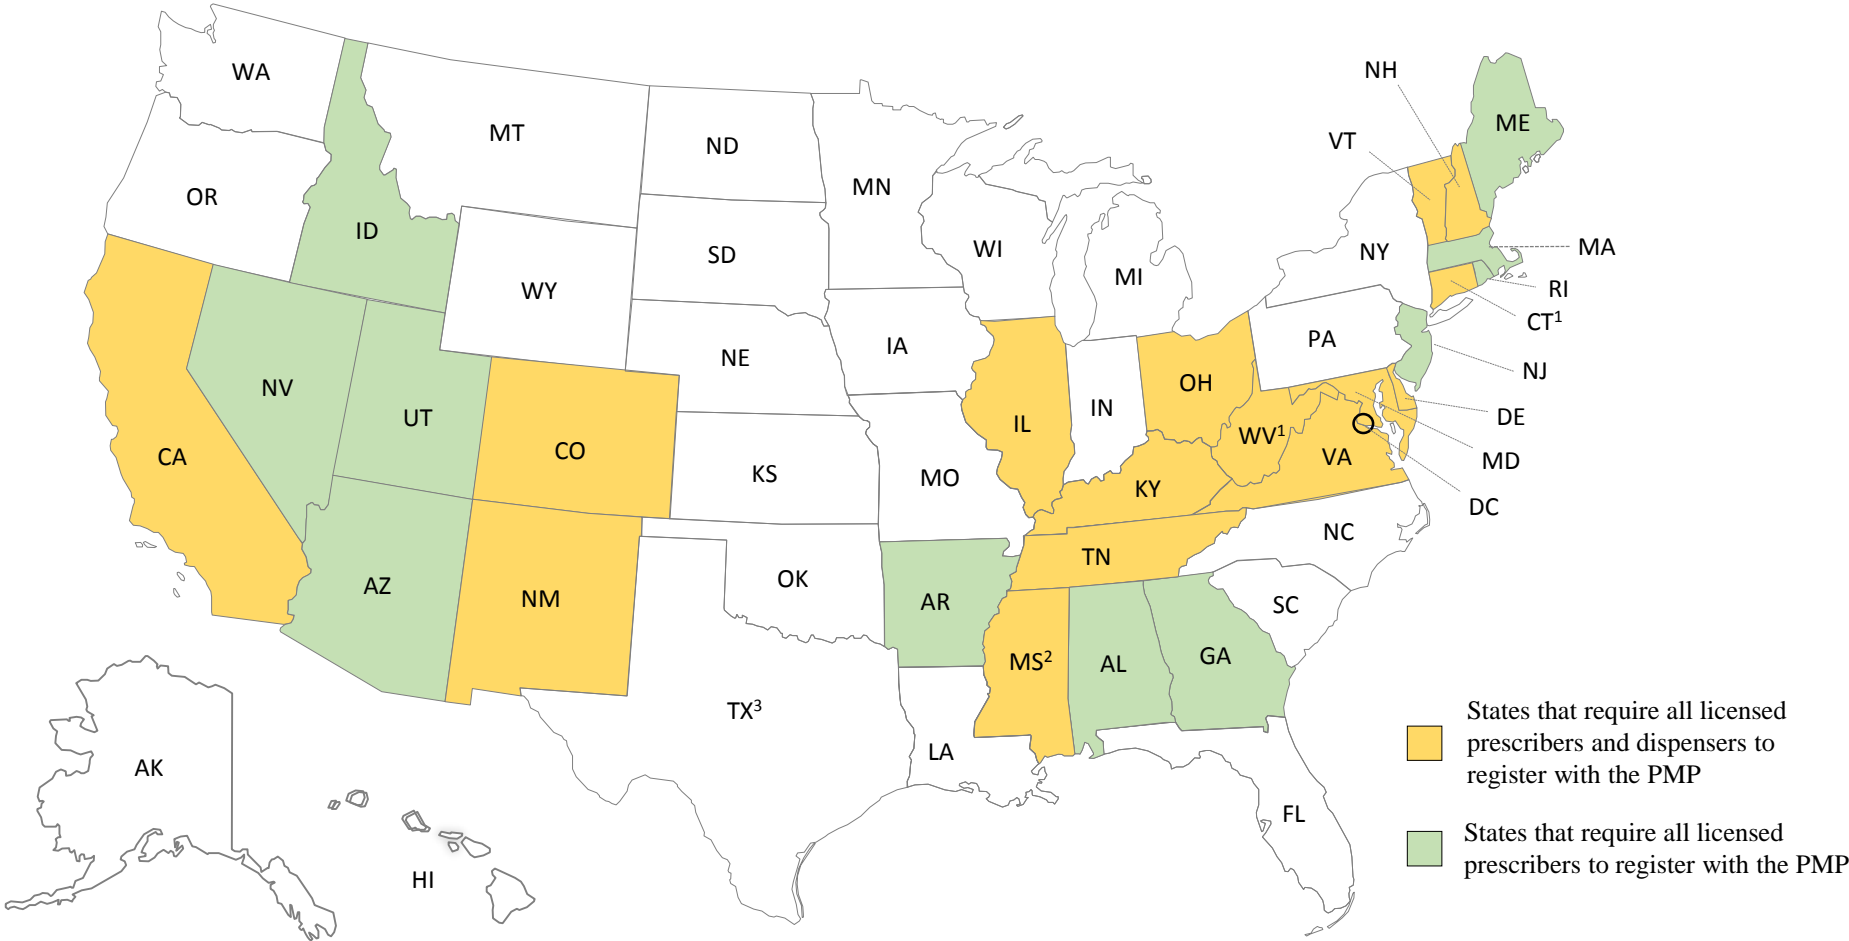 NH
WA
ME
MT
VT
ND
MN
OR
ID
MA
WI
NY
SD
MI
WY
RI
CT¹
PA
IA
NE
NJ
OH
NV
IN
UT
DE
IL
WV¹
CO
CA
VA
MD
KS
MO
KY
DC
NC
TN
OK
AZ
NM
AR
SC
GA
MS²
AL
TX³
States that require all licensed
prescribers and dispensers to
register with the PMP
LA
AK
FL
States that require all licensed
prescribers to register with the PMP
HI